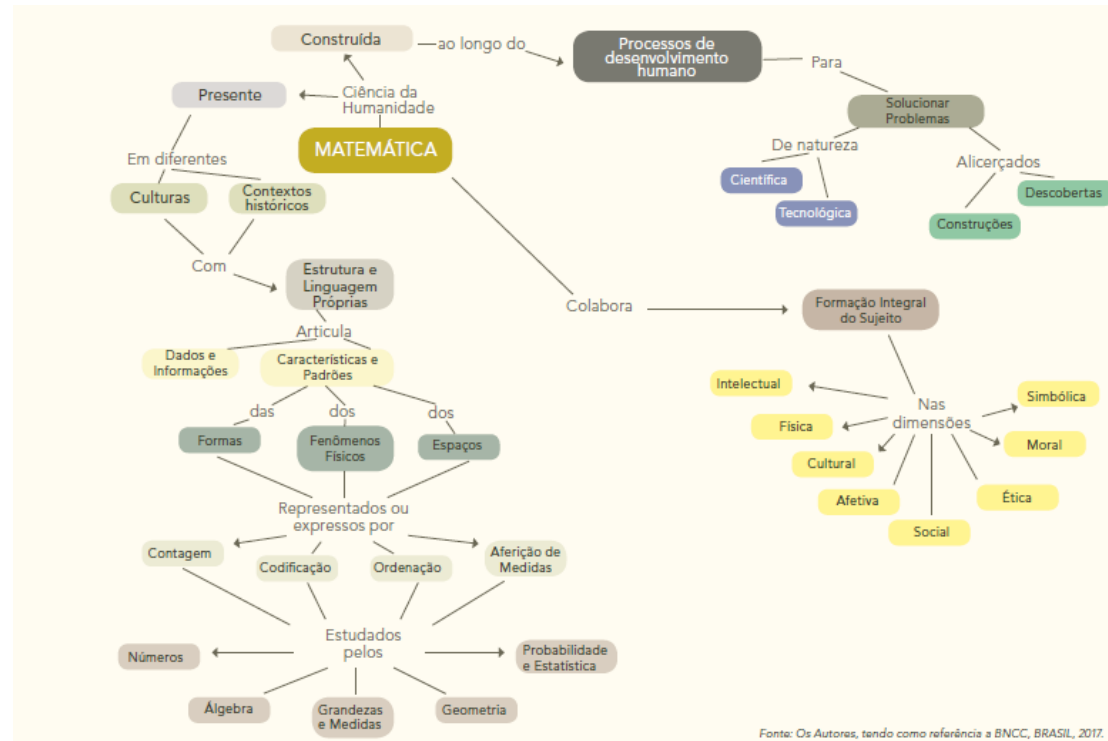 Construída
ao longo do
Processos de
desenvolvimento
humano
Para
Solucionar
Problemas
De natureza
Científica
Tecnológica
Alicerçados
Descobertas
Construções
Presente
Ciência da
Humanidade
MATEMÁTICA
Em diferentes
Culturas
Contextos
históricos
Com
Estrutura e
Linguagem
Próprias
Articula
Dados e
Informações
Características e
Padrões
das
dos
dos
Formas
Fenômenos
Físicos
Espaços
Representados ou
expressos por
Contagem
Codificação
Ordenação
Aferição de
Medidas
Estudados
pelos
Números
Álgebra
Grandezas
e Medidas
Geometria
Probabilidade
e Estatística
Colabora
Formação Integral
do Sujeito
Nas
dimensões
Intelectual
Física
Cultural
Afetiva
Social
Ética
Moral
Simbólica
Fonte: Os Autores, tendo como referência a BNCC, BRASIL, 2017.